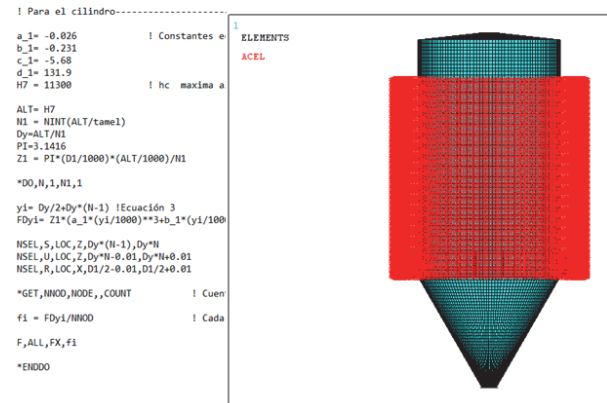 ! Para el cilindro--------------------
a_1= -0.026 ! Constantes e
b_1= -0.231
c_1= -5.68
d_1= 131.9
H7 = 11300 ! hc maxima a
ALT= H7
N1 = NINT(ALT/tamel)
Dy=ALT/N1
PI=3.1416
Z1 = PI*(D1/1000)*(ALT/1000)/N1
*DO,N,1,N1,1
yi= Dy/2+Dy*(N-1) !Ecuación 3
FDyi= Z1*(a_1*(yi/1000)**3+b_1*(yi/100
NSEL,S,LOC,Z,Dy*(N-1),Dy*N
NSEL,U,LOC,Z,Dy*N-0.01,Dy*N+0.01
NSEL,R,LOC,X,D1/2-0.01,D1/2+0.01
*GET,NNOD,NODE,,COUNT ! Cuen
fi = FDyi/NNOD ! Cada
F,ALL,FX,fi
*ENDDO
1
ELEMENTS
ACEL